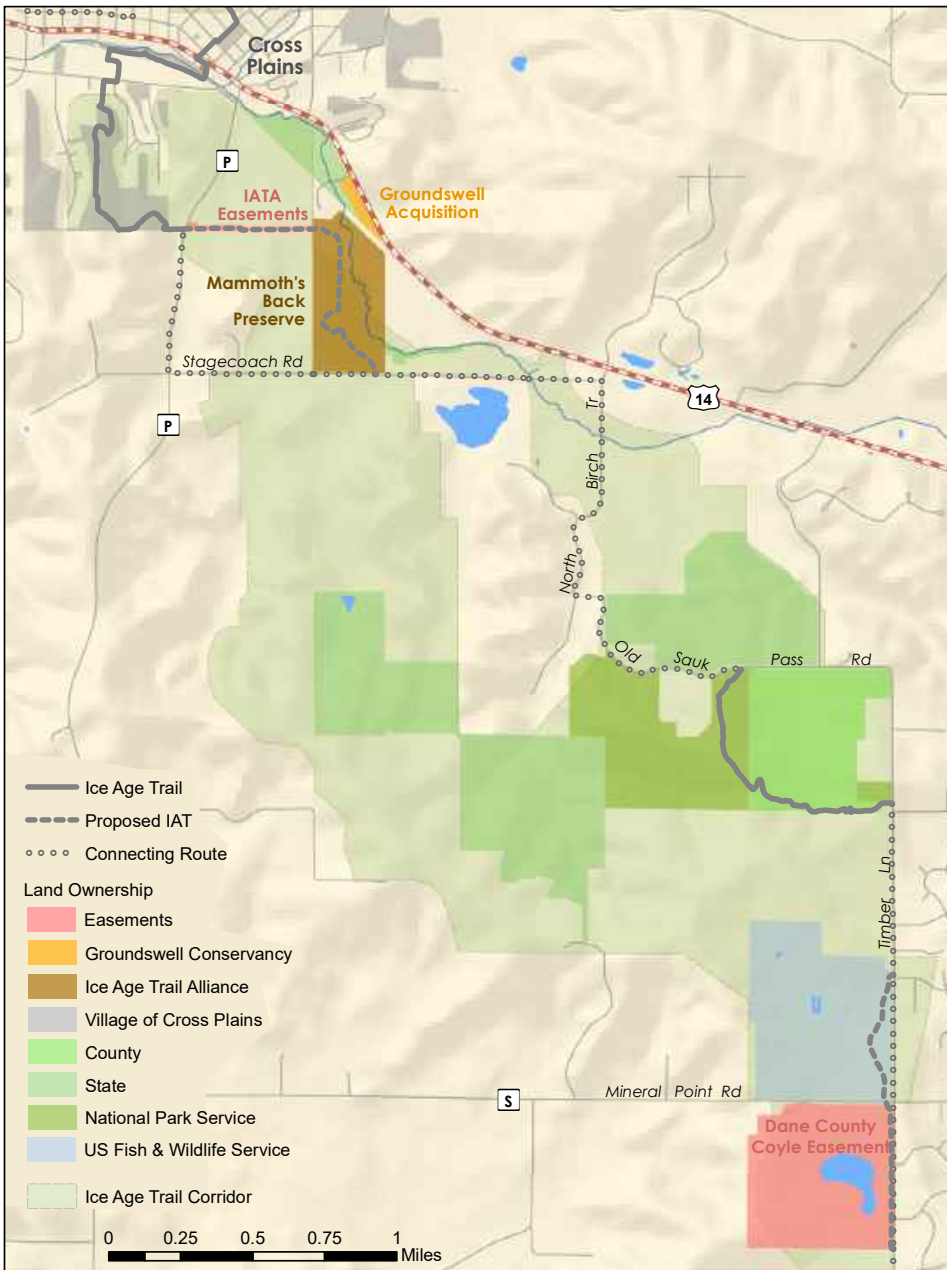 Cross
Plains
P
IATA
Easements
Groundswell
Acquisition
Mammoth's
Back
Preserve
Stagecoach Rd
P
14
Birch Tr
North
Old Sauk Pass Rd
Timber Ln
Mineral Point Rd
S
Dane County
Coyle Easement
Ice Age Trail
Proposed IAT
Connecting Route
Land Ownership
Easements
Groundswell Conservancy
Ice Age Trail Alliance
Village of Cross Plains
County
State
National Park Service
US Fish & Wildlife Service
Ice Age Trail Corridor
0 0.25 0.5 0.75 1
Miles